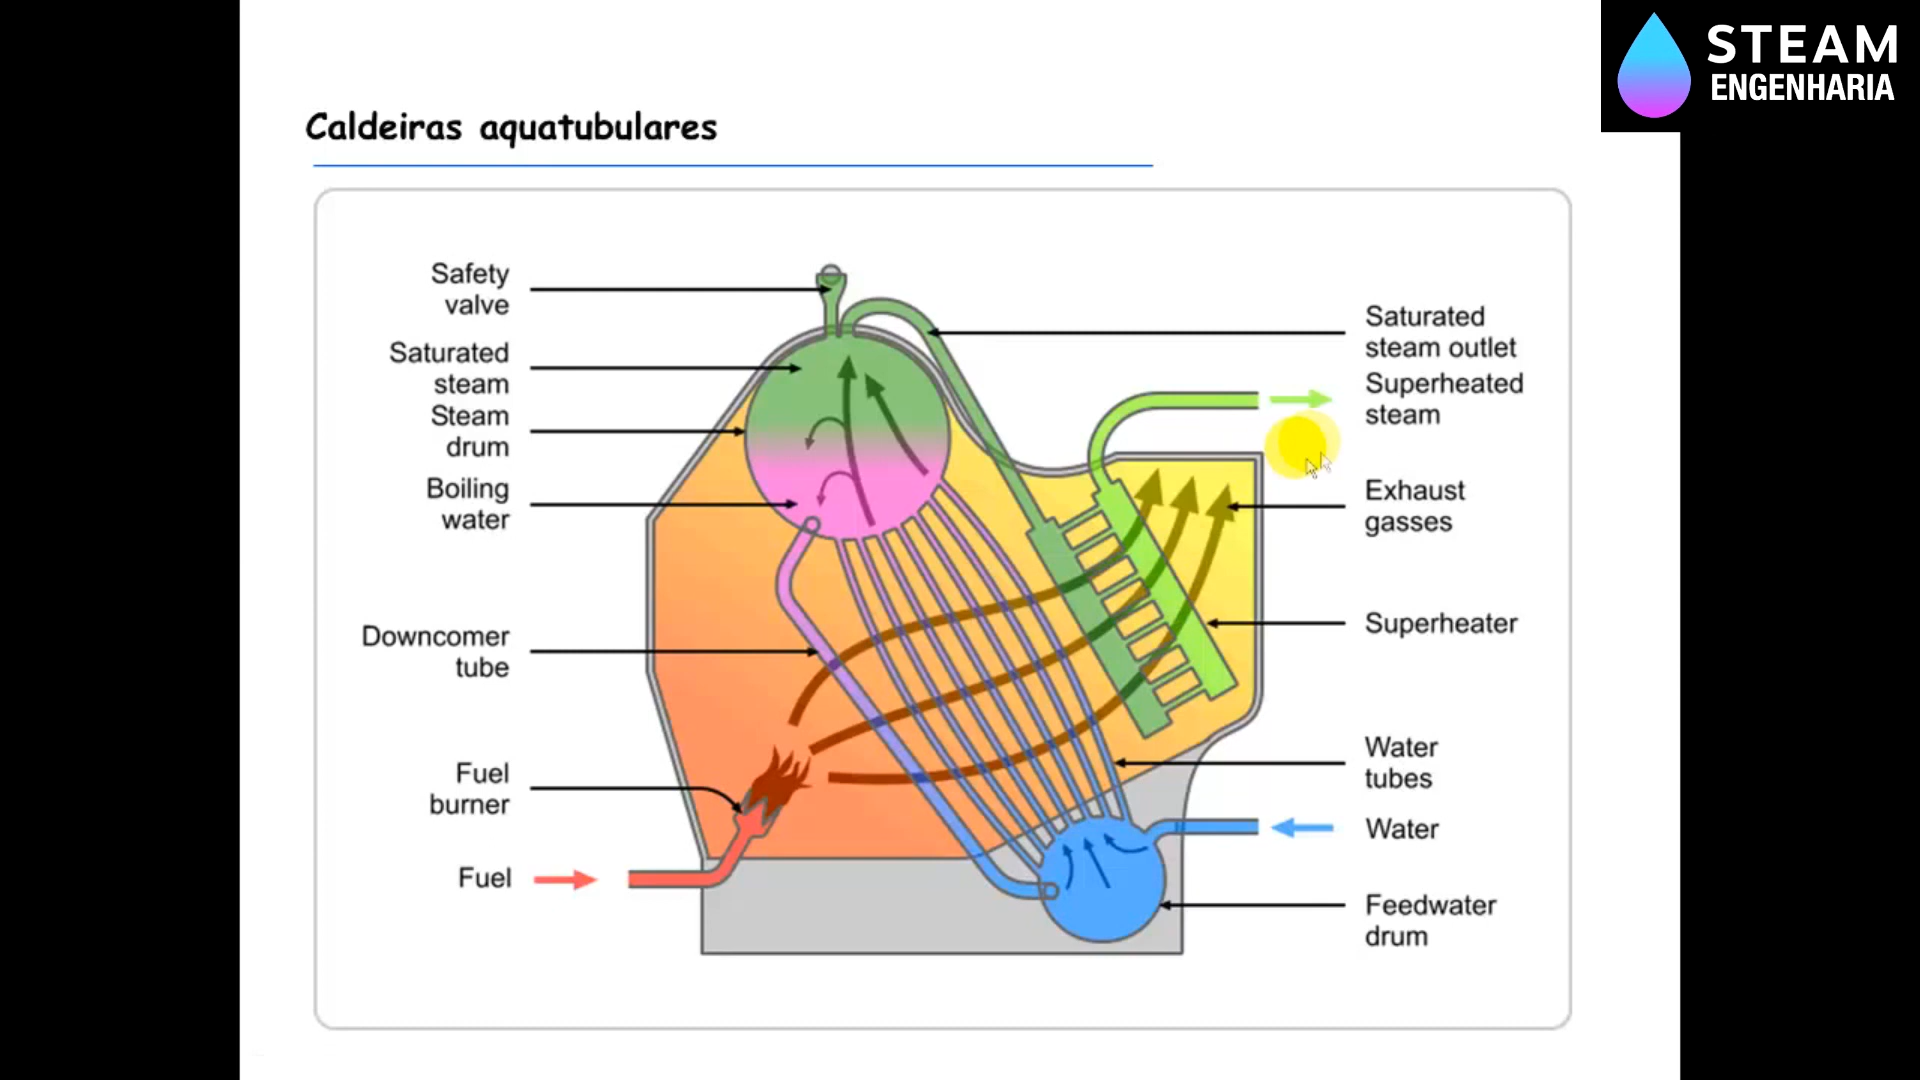 STEAM
ENGENHARIA
Caldeiras aquatubulares
Safety
valve
Saturated
steam
Steam
drum
Boiling
water
Downcomer
tube
Fuel
burner
Fuel
Saturated
steam outlet
Superheated
steam
Exhaust
gasses
Superheater
Water
tubes
Water
Feedwater
drum